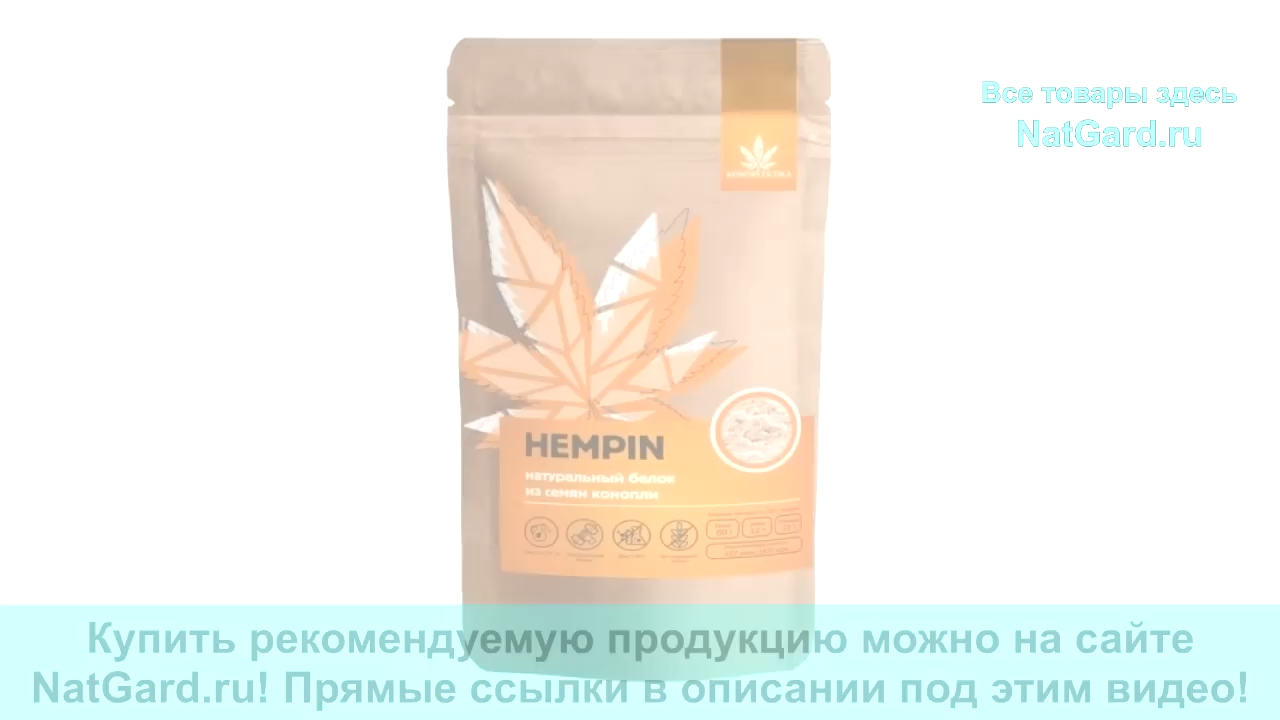 Все товары здесь
NatGard.ru
HEMPIN
натуральный белок
из семян конопли
Купить рекомендуемую продукцию можно на сайте
NatGard.ru! Прямые ссылки в описании под этим видео!